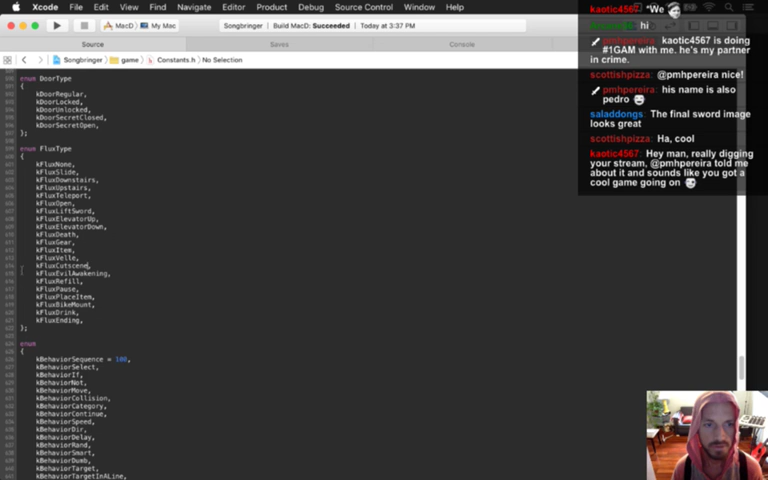 Xcode File Edit View Find Navigate Editor Product Debug Source Control Window Help
MacD My Mac
Songbringer Build MacD: Succeeded Today at 3:37 PM
Source Saves Console
Songbringer game Constants.h No Selection
enum DoorType
{
kDoorRegular,
kDoorLocked,
kDoorUnlocked,
kDoorSecretClosed,
kDoorSecretOpen,
};
enum FluxType
{
kFluxNone,
kFluxSlide,
kFluxDownstairs,
kFluxUpstairs,
kFluxTeleport,
kFluxOpen,
kFluxLiftSword,
kFluxElevatorUp,
kFluxElevatorDown,
kFluxDeath,
kFluxGear,
kFluxItem,
kFluxVelle,
kFluxCutscene,
kFluxEvilAwakening,
kFluxRefill,
kFluxPause,
kFluxPlaceItem,
kFluxBikeMount,
kFluxDrink,
kFluxEnding,
};
enum
{
kBehaviorSequence = 100,
kBehaviorSelect,
kBehaviorIf,
kBehaviorNot,
kBehaviorMove,
kBehaviorCollision,
kBehaviorCategory,
kBehaviorContinue,
kBehaviorSpeed,
kBehaviorDir,
kBehaviorDelay,
kBehaviorRand,
kBehaviorSmart,
kBehaviorDumb,
kBehaviorTarget,
kBehaviorTargetInALine,
kaotic4567: "We
hi
pmhpereira: kaotic4567 is doing
#1GAM with me. he's my partner
in crime.
scottishpizza: @pmhpereira nice!
pmhpereira: his name is also
pedro
saladdongs: The final sword image
looks great
scottishpizza: Ha, cool
kaotic4567: Hey man, really digging
your stream, @pmhpereira told me
about it and sounds like you got a
cool game going on